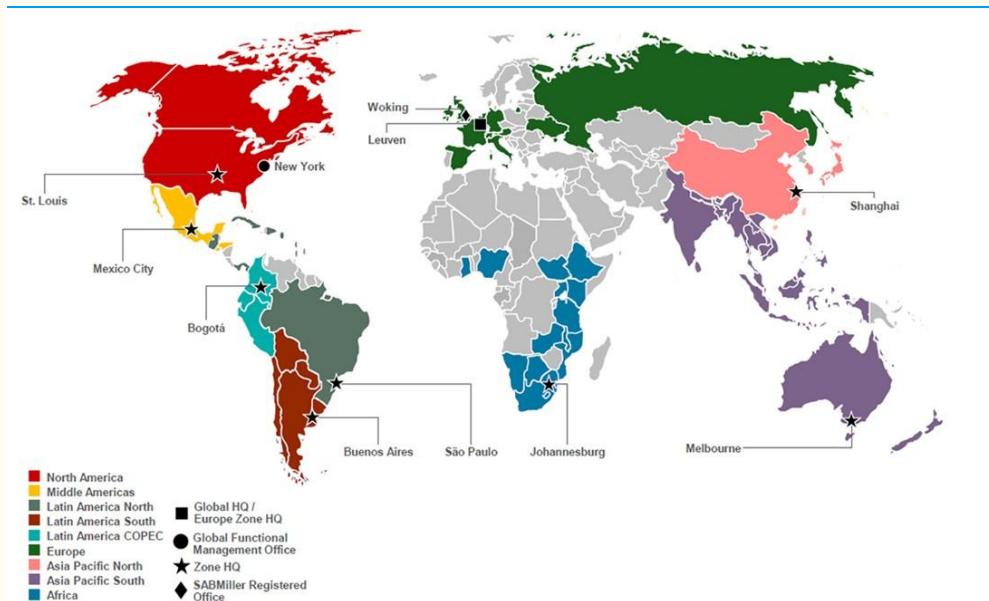 Woking
Leuven
New York
St. Louis
Shanghai
Mexico City
Bogotá
Buenos Aires
São Paulo
Johannesburg
Melbourne
North America
Middle Americas
Latin America North
Latin America South
Latin America COPEC
Europe
Asia Pacific North
Asia Pacific South
Africa
Global HQ /
Europe Zone HQ
Global Functional
Management Office
Zone HQ
SABMiller Registered
Office